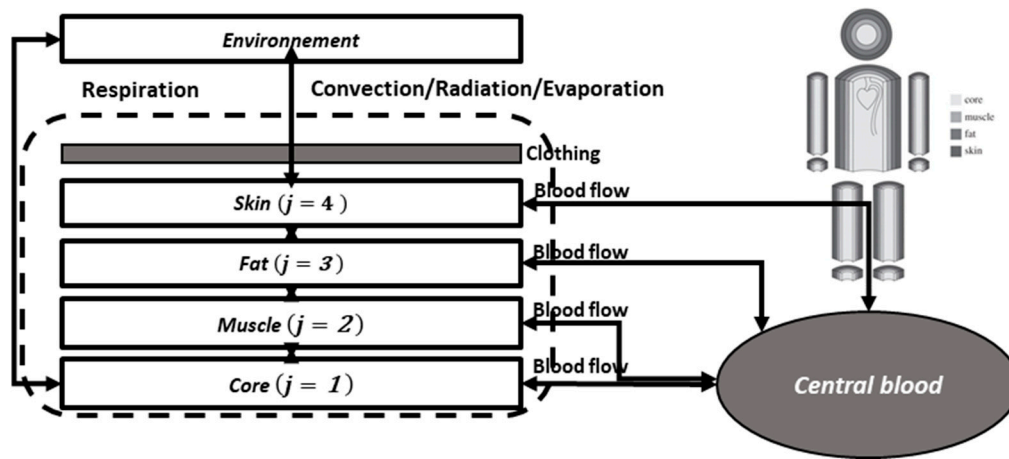 Environnement
Respiration
Convection/Radiation/Evaporation
Clothing
Blood flow
Skin (j = 4 )
Blood flow
Fat (j = 3 )
Blood flow
Muscle (j = 2)
Blood flow
Core (j = 1 )
Central blood
core
muscle
fat
skin